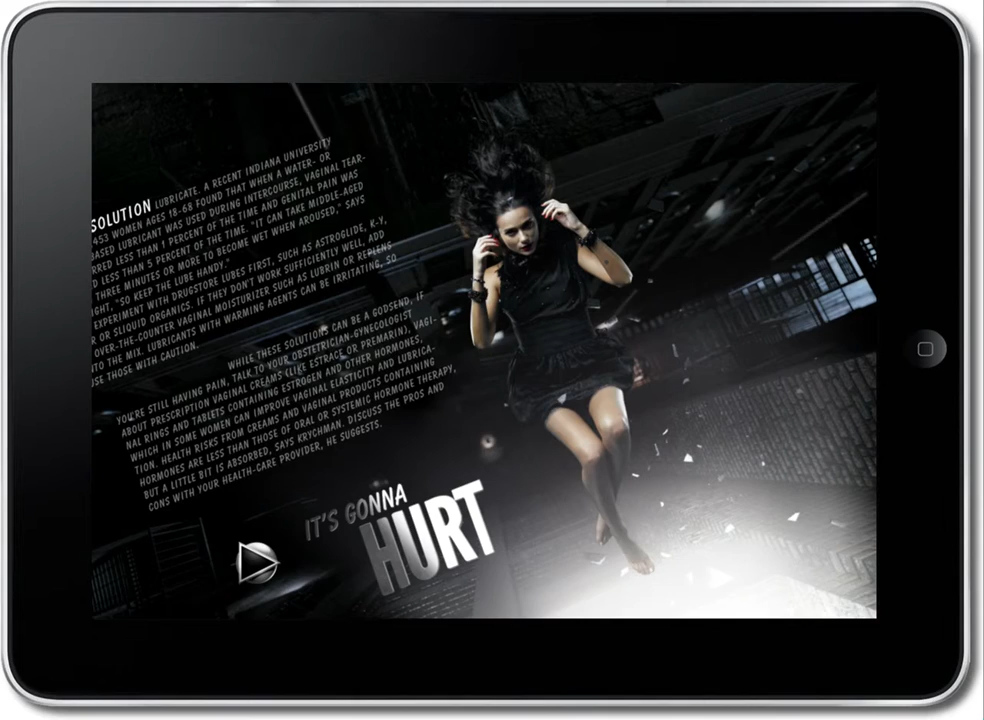 SOLUTION LUBRICATE. A RECENT INDIANA UNIVERSITY
453 WOMEN AGES 18-68 FOUND THAT WHEN A WATER- OR
BASED LUBRICANT WAS USED DURING INTERCOURSE, VAGINAL TEAR-
RRED LESS THAN 1 PERCENT OF THE TIME AND GENITAL PAIN WAS
D LESS THAN 5 PERCENT OF THE TIME. "IT CAN TAKE MIDDLE-AGED
THREE MINUTES OR MORE TO BECOME WET WHEN AROUSED," SAYS
IGHT. "SO KEEP THE LUBE HANDY."
EXPERIMENT WITH DRUGSTORE LUBES FIRST, SUCH AS ASTROGLIDE, K-Y,
R OR SLIQUID ORGANICS. IF THEY DON'T WORK SUFFICIENTLY WELL, ADD
OVER-THE-COUNTER VAGINAL MOISTURIZER SUCH AS LUBRIN OR REPLENS
TO THE MIX. LUBRICANTS WITH WARMING AGENTS CAN BE IRRITATING, SO
USE THOSE WITH CAUTION.
WHILE THESE SOLUTIONS CAN BE A GODSEND, IF
YOU'RE STILL HAVING PAIN, TALK TO YOUR OBSTETRICIAN-GYNECOLOGIST
ABOUT PRESCRIPTION VAGINAL CREAMS (LIKE ESTRACE OR PREMARIN), VAGI-
NAL RINGS AND TABLETS CONTAINING ESTROGEN AND OTHER HORMONES,
WHICH IN SOME WOMEN CAN IMPROVE VAGINAL ELASTICITY AND LUBRICA-
TION. HEALTH RISKS FROM CREAMS AND VAGINAL PRODUCTS CONTAINING
HORMONES ARE LESS THAN THOSE OF ORAL OR SYSTEMIC HORMONE THERAPY,
BUT A LITTLE BIT IS ABSORBED, SAYS KRYCHMAN. DISCUSS THE PROS AND
CONS WITH YOUR HEALTH-CARE PROVIDER, HE SUGGESTS.
IT'S GONNA
HURT